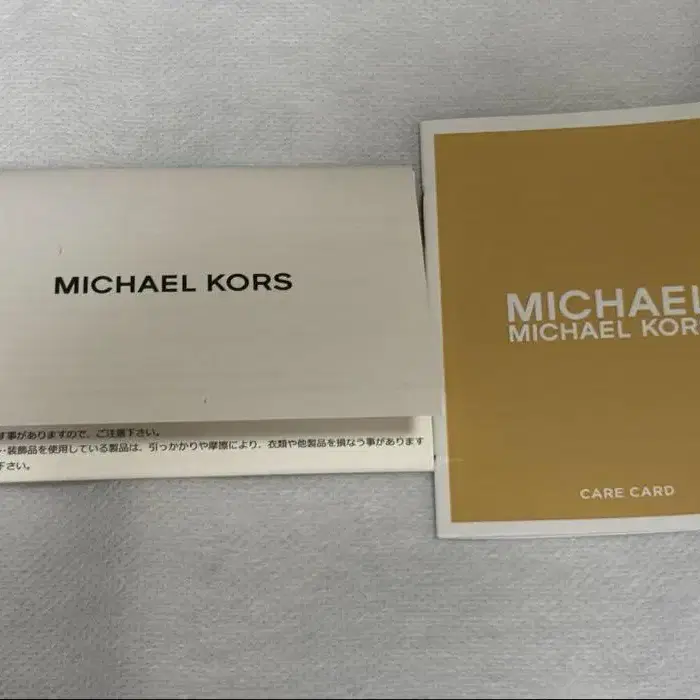 MICHAEL KORS
す事がありますので、ご注意下さい。
‥装飾品を使用している製品は、引っかかりや摩擦により、衣類や他製品を損なう事があります
下さい。
MICHAEL
MICHAEL KOR
CARE CARD